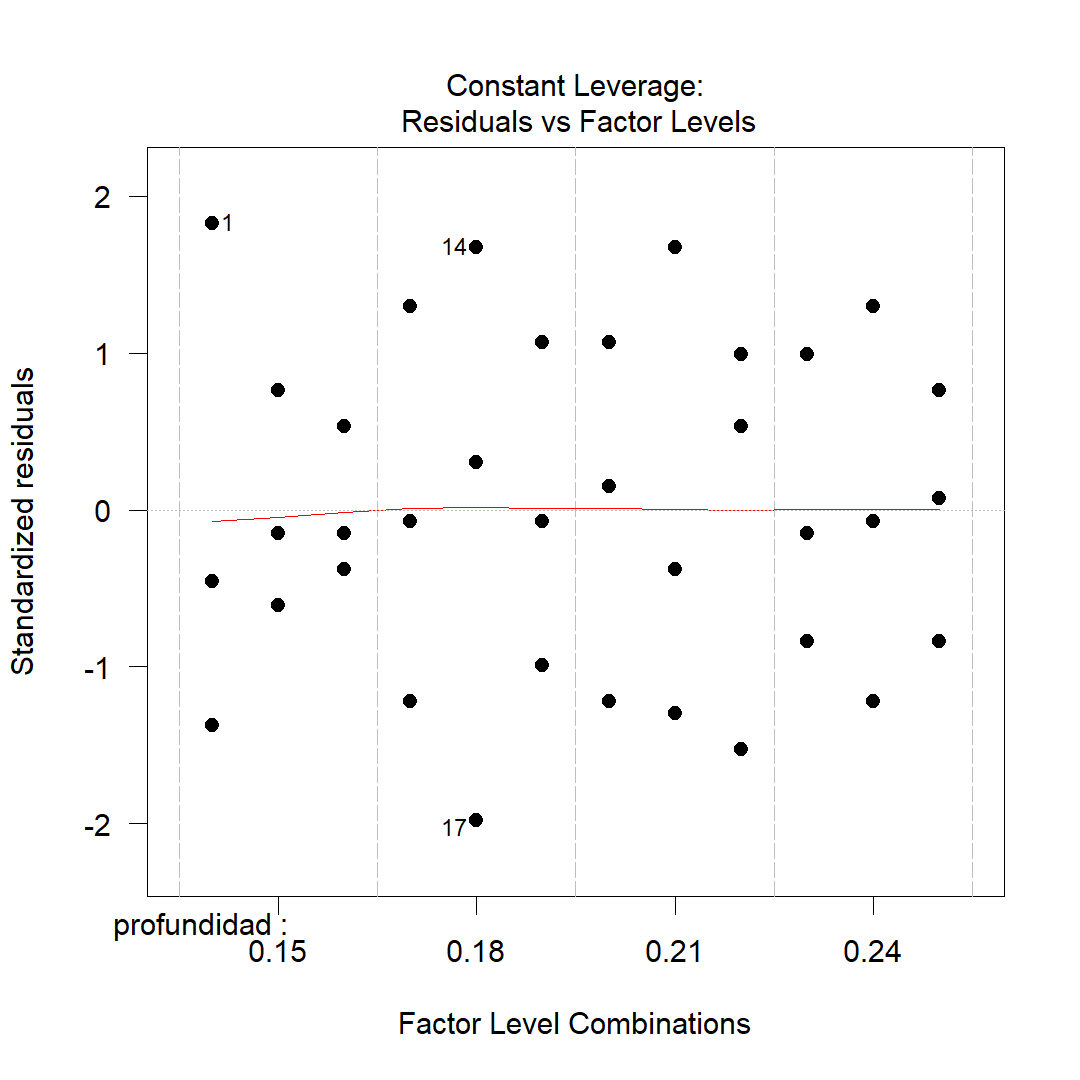 Constant Leverage:
Residuals vs Factor Levels
2
1
0
-1
-2
Standardized residuals
1
14
17
profundidad :
0.15
0.18
0.21
0.24
Factor Level Combinations